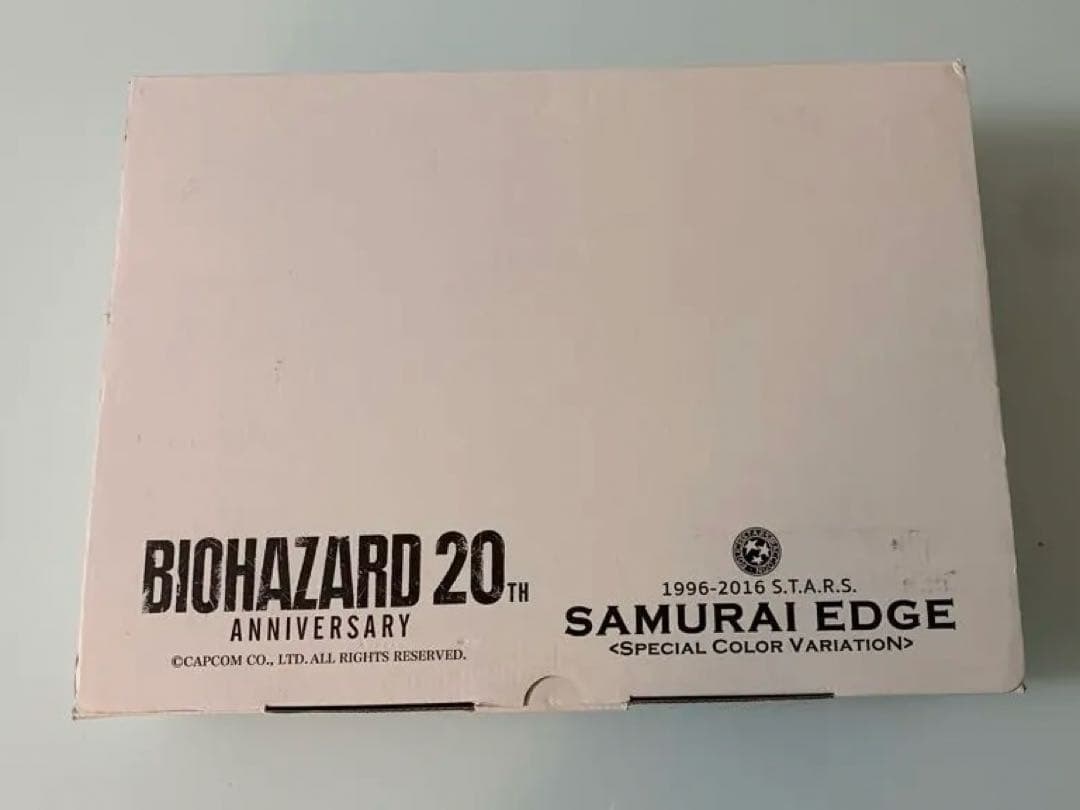 BIOHAZARD 20TH
ANNIVERSARY
©CAPCOM CO., LTD. ALL RIGHTS RESERVED.
1996-2016 S.T.A.R.S.
SAMURAI EDGE
<SPECIAL COLOR VARIATION>